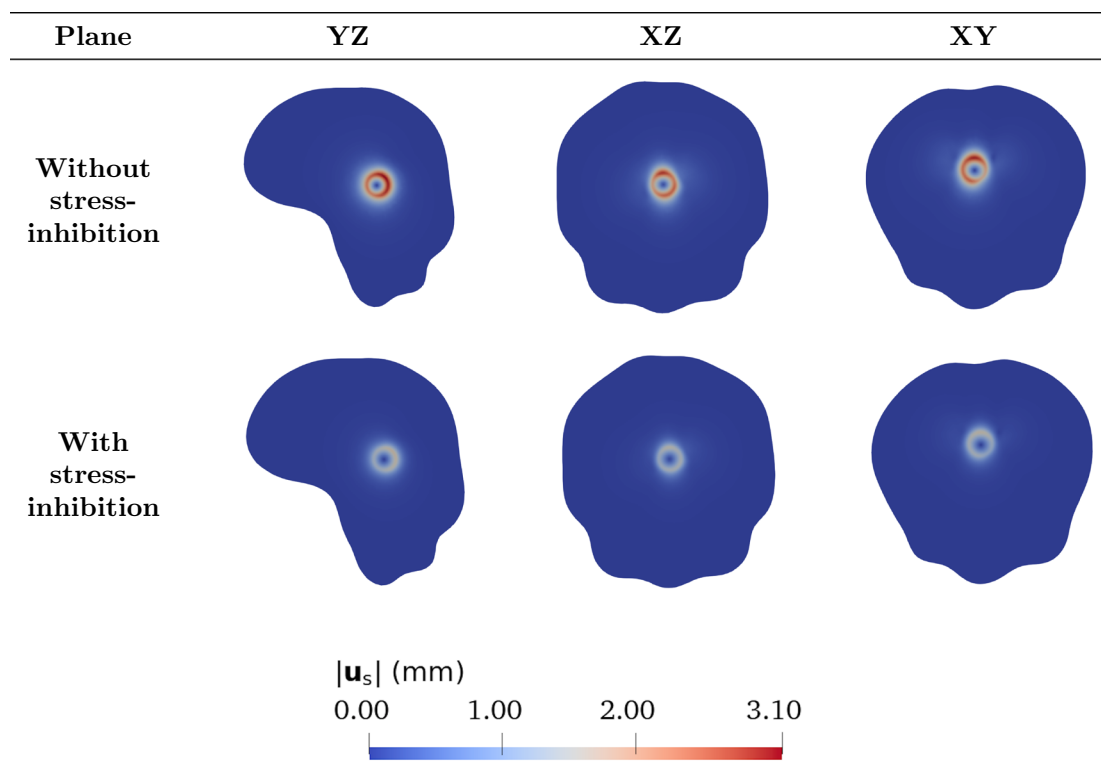 Plane YZ XZ XY
Without
stress-
inhibition
With
stress-
inhibition
|u_s| (mm)
0.00 1.00 2.00 3.10